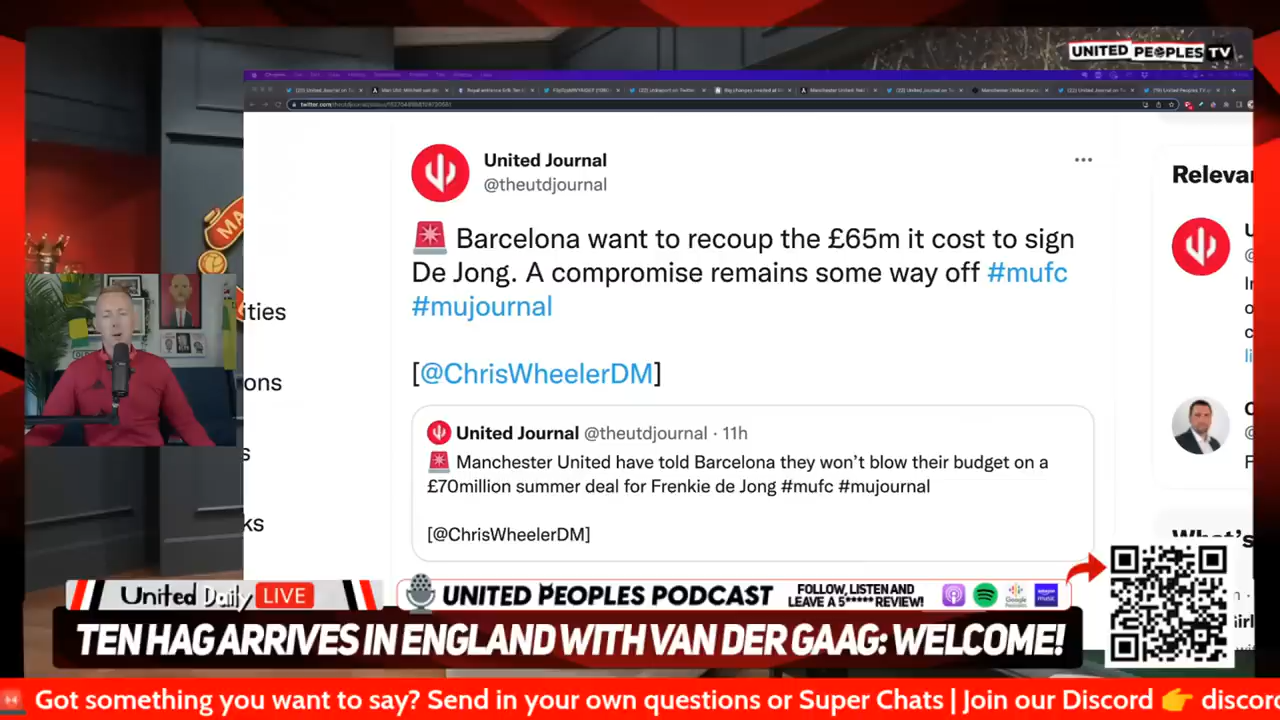 UNITED PEOPLES TV
United Journal
@theutdjournal
🚨 Barcelona want to recoup the £65m it cost to sign
De Jong. A compromise remains some way off #mufc
#mujournal
[@ChrisWheelerDM]
United Journal @theutdjournal · 11h
🚨 Manchester United have told Barcelona they won't blow their budget on a
£70million summer deal for Frenkie de Jong #mufc #mujournal
[@ChrisWheelerDM]
ities
ons
s
ks
Relevan
What's
United Daily LIVE
UNITED PEOPLES PODCAST
FOLLOW, LISTEN AND
LEAVE A 5***** REVIEW!
TEN HAG ARRIVES IN ENGLAND WITH VAN DER GAAG: WELCOME!
Got something you want to say? Send in your own questions or Super Chats | Join our Discord 👉 discor